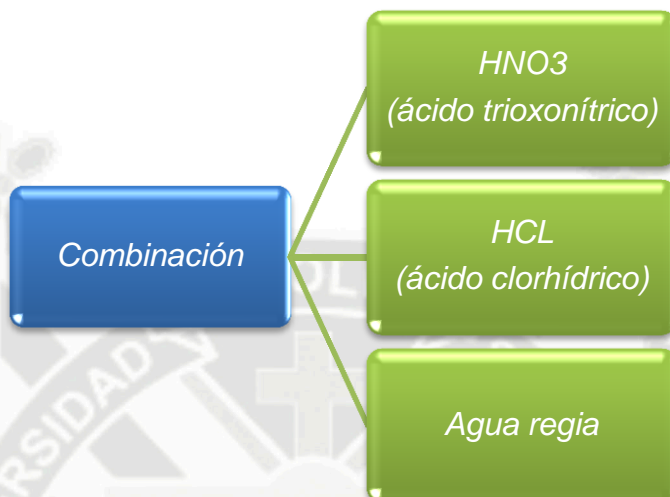 HNO3
(ácido trioxonítrico)
Combinación
HCL
(ácido clorhídrico)
Agua regia